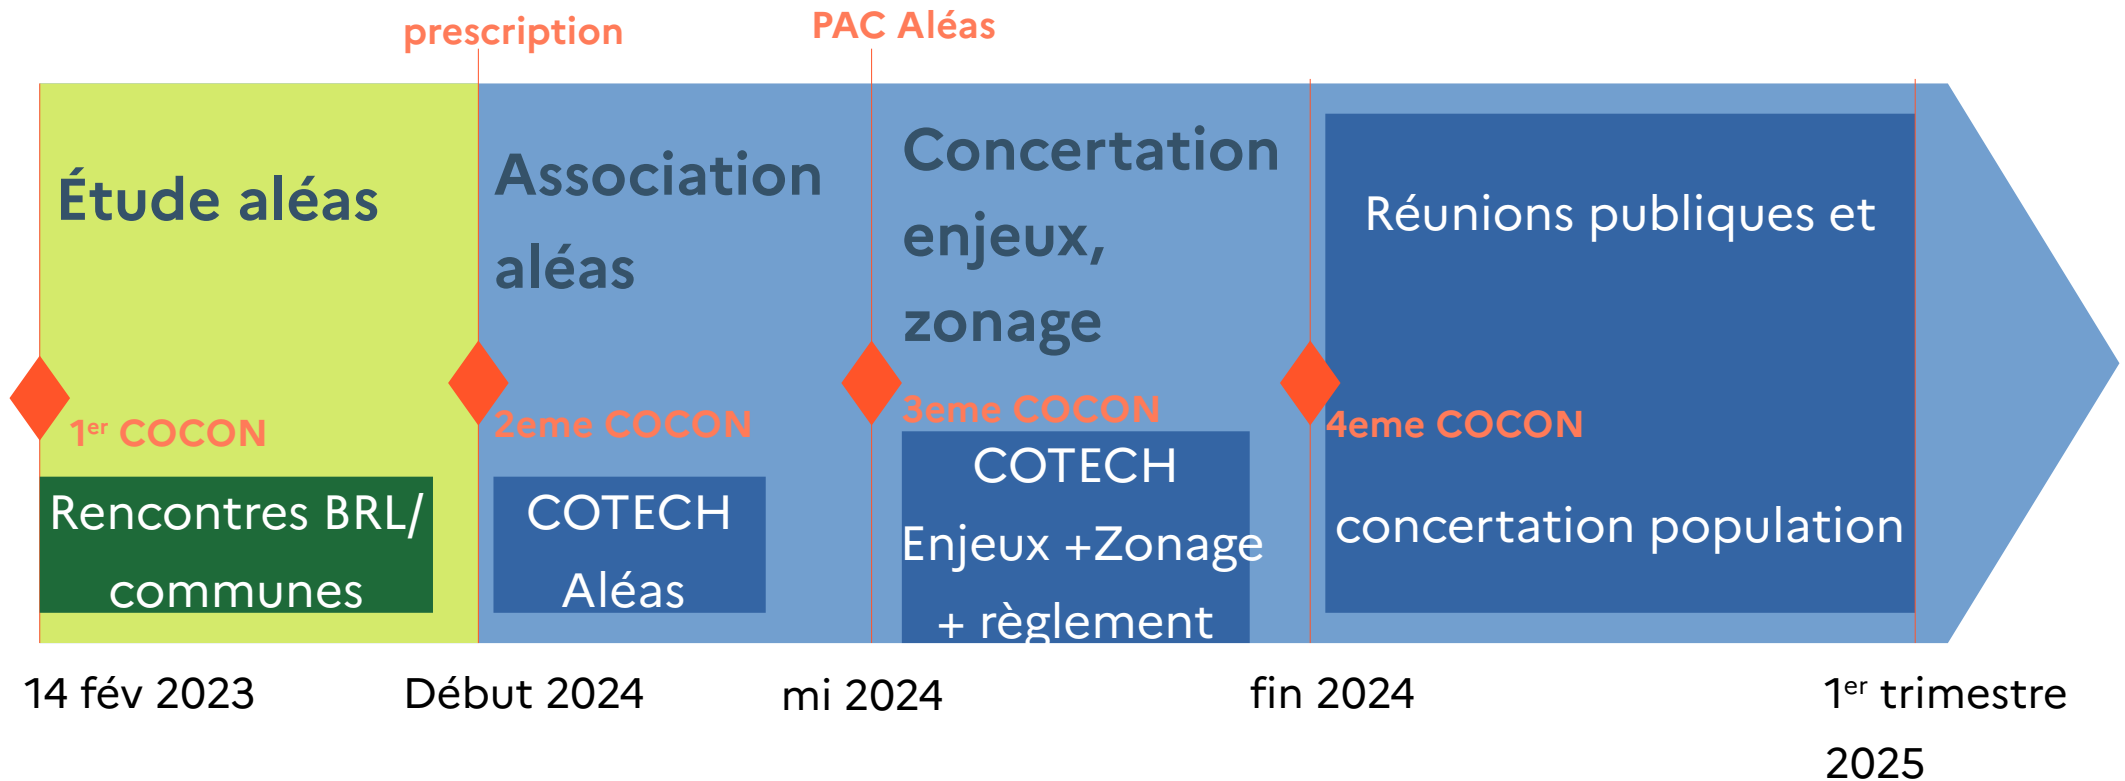 prescription
PAC Aléas
Étude aléas
Association
aléas
Concertation
enjeux,
zonage
Réunions publiques et
concertation population
1er COCON
2eme COCON
3eme COCON
4eme COCON
Rencontres BRL/
communes
COTECH
Aléas
COTECH
Enjeux +Zonage
+ règlement
14 fév 2023
Début 2024
mi 2024
fin 2024
1er trimestre
2025